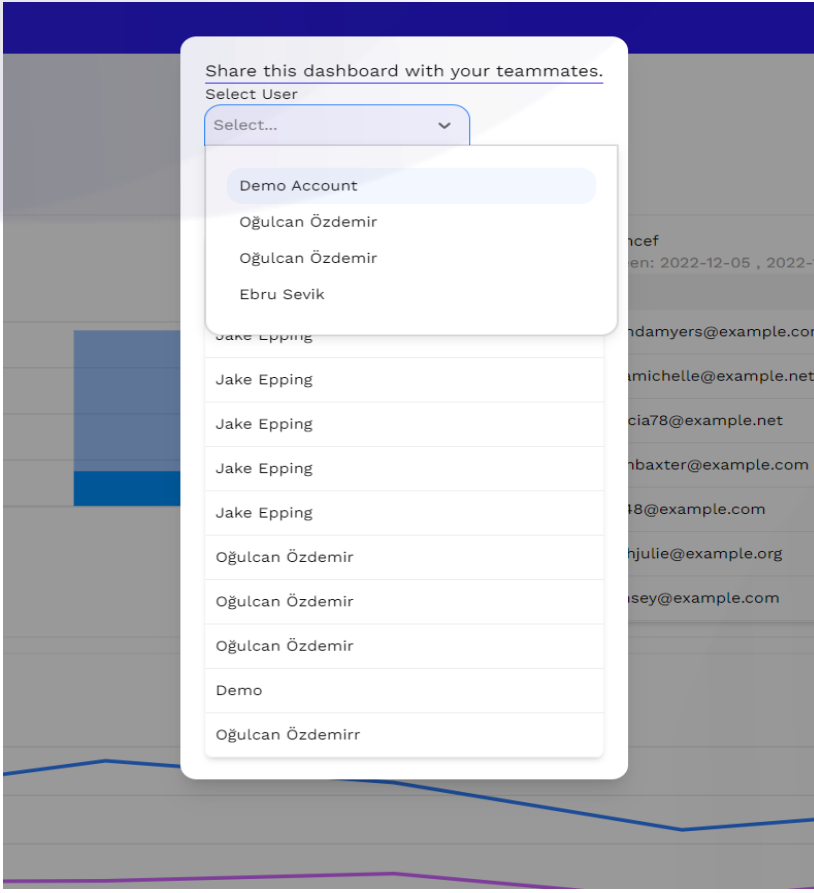 Share this dashboard with your teammates.
Select User
Select...
Demo Account
Oğulcan Özdemir
Oğulcan Özdemir
Ebru Sevik
Jake Epping
Jake Epping
Jake Epping
Jake Epping
Jake Epping
Oğulcan Özdemir
Oğulcan Özdemir
Oğulcan Özdemir
Demo
Oğulcan Özdemirr
ncef
en: 2022-12-05 , 2022-
ndamyers@example.com
amichelle@example.net
cia78@example.net
nbaxter@example.com
48@example.com
hjulie@example.org
sey@example.com